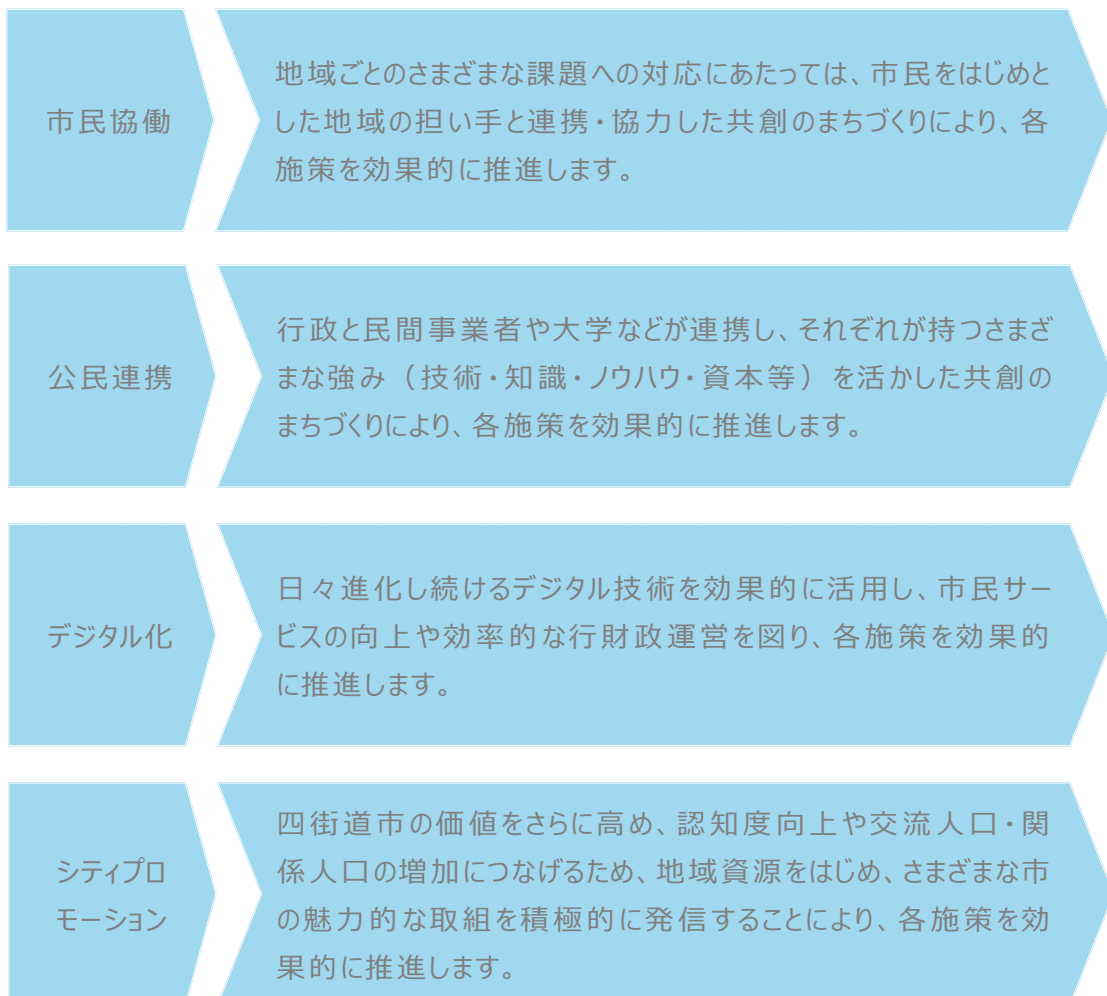 市民協働
地域ごとのさまざまな課題への対応にあたっては、市民をはじめと
した地域の担い手と連携・協力した共創のまちづくりにより、各
施策を効果的に推進します。
公民連携
行政と民間事業者や大学などが連携し、それぞれが持つさまざ
まな強み（技術・知識・ノウハウ・資本等）を活かした共創の
まちづくりにより、各施策を効果的に推進します。
デジタル化
日々進化し続けるデジタル技術を効果的に活用し、市民サー
ビスの向上や効率的な行財政運営を図り、各施策を効果的
に推進します。
シティプロ
モーション
四街道市の価値をさらに高め、認知度向上や交流人口・関
係人口の増加につなげるため、地域資源をはじめ、さまざまな市
の魅力的な取組を積極的に発信することにより、各施策を効
果的に推進します。